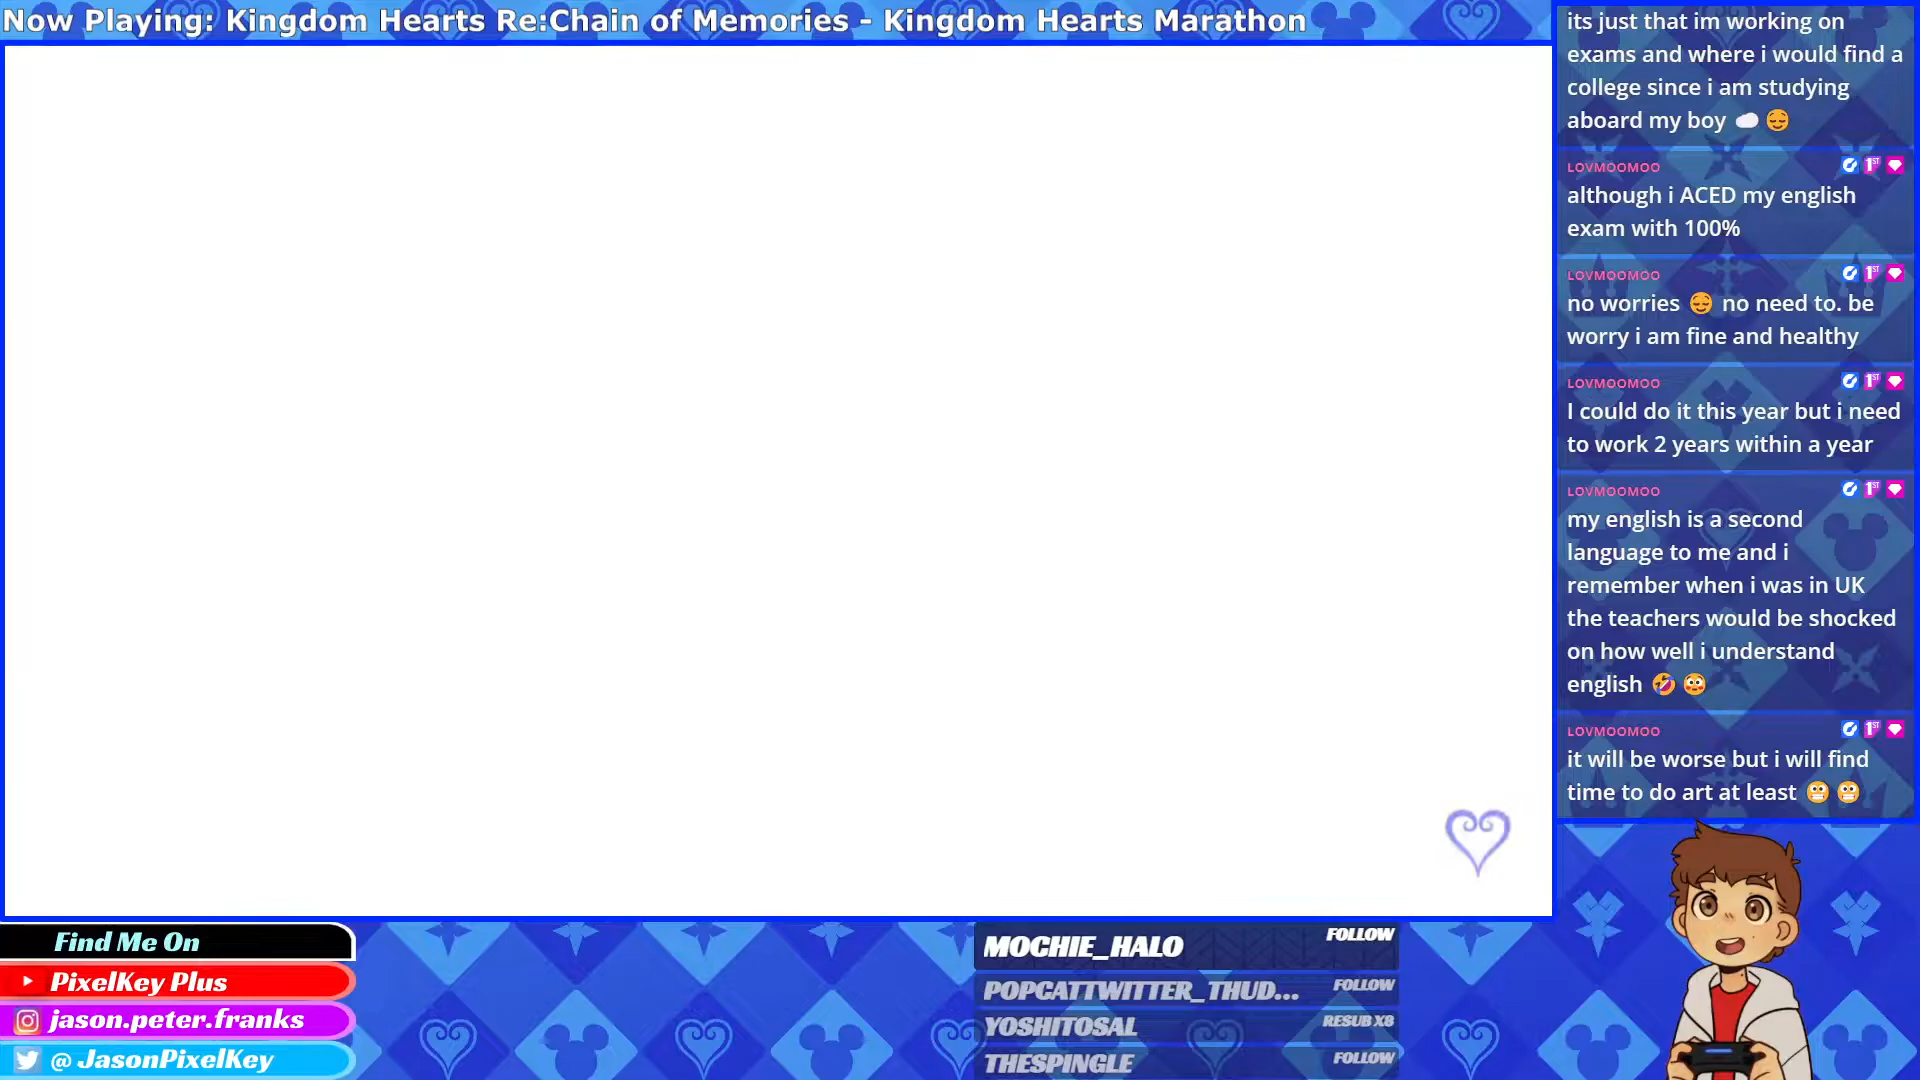 Now Playing: Kingdom Hearts Re:Chain of Memories - Kingdom Hearts Marathon
its just that im working on
exams and where i would find a
college since i am studying
aboard my boy ☁️ 😌
LOVMOOMOO
1ST
although i ACED my english
exam with 100%
LOVMOOMOO
1ST
no worries 😌 no need to. be
worry i am fine and healthy
LOVMOOMOO
1ST
I could do it this year but i need
to work 2 years within a year
LOVMOOMOO
1ST
my english is a second
language to me and i
remember when i was in UK
the teachers would be shocked
on how well i understand
english 🤣 😳
LOVMOOMOO
1ST
it will be worse but i will find
time to do art at least 😬 😬
Find Me On
PixelKey Plus
jason.peter.franks
@JasonPixelKey
MOCHIE_HALO FOLLOW
POPCATTWITTER_THUD... FOLLOW
YOSHITOSAL RESUB X8
THESPINGLE FOLLOW